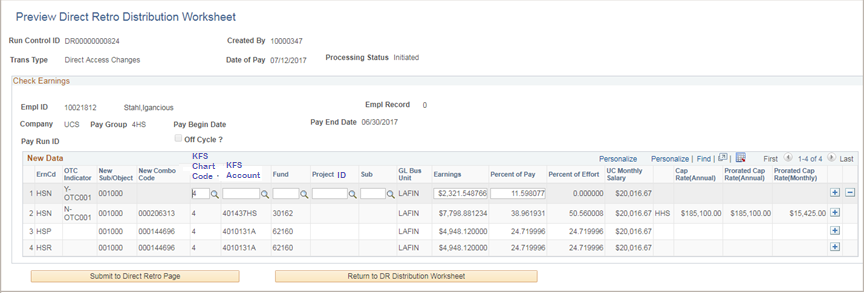 Preview Direct Retro Distribution Worksheet
Run Control ID DR00000000824 Created By 10000347
Trans Type Direct Access Changes Date of Pay 07/12/2017 Processing Status Initiated
Check Earnings
Empl ID 10021812 Stahl,Igancious Empl Record 0
Company UCS Pay Group 4HS Pay Begin Date Pay End Date 06/30/2017
Pay Run ID Off Cycle ?
New Data Personalize Personalize | Find | First 1-4 of 4 Last
ErnCd OTC Indicator New Sub/Object New Combo Code KFS Chart Code KFS Account Fund Project ID Sub GL Bus Unit Earnings Percent of Pay Percent of Effort UC Monthly Salary Cap Rate(Annual) Prorated Cap Rate(Annual) Prorated Cap Rate(Monthly)
1 HSN Y-OTC001 001000 4 LAFIN $2,321.548766 11.598077 0.000000 $20,016.67
2 HSN N-OTC001 001000 000206313 4 401437HS 30162 LAFIN $7,798.881234 38.961931 50.560008 $20,016.67 HHS $185,100.00 $185,100.00 $15,425.00
3 HSP 001000 000144696 4 4010131A 62160 LAFIN $4,948.120000 24.719996 24.719996 $20,016.67
4 HSR 001000 000144696 4 4010131A 62160 LAFIN $4,948.120000 24.719996 24.719996 $20,016.67
Submit to Direct Retro Page Return to DR Distribution Worksheet